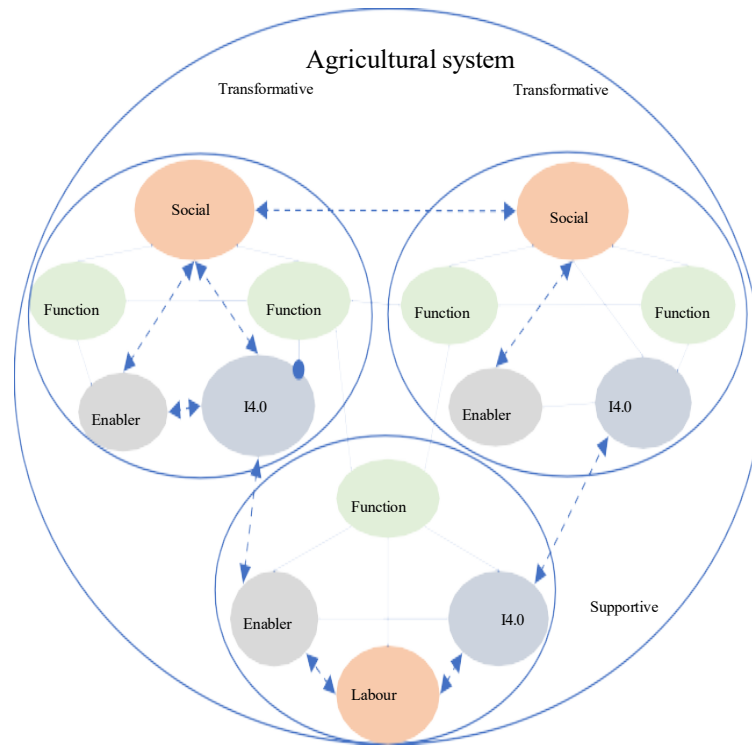 Agricultural system
Transformative
Transformative
Social
Social
Function
Function
Function
Function
Enabler
I4.0
Enabler
I4.0
Function
Supportive
Enabler
I4.0
Labour